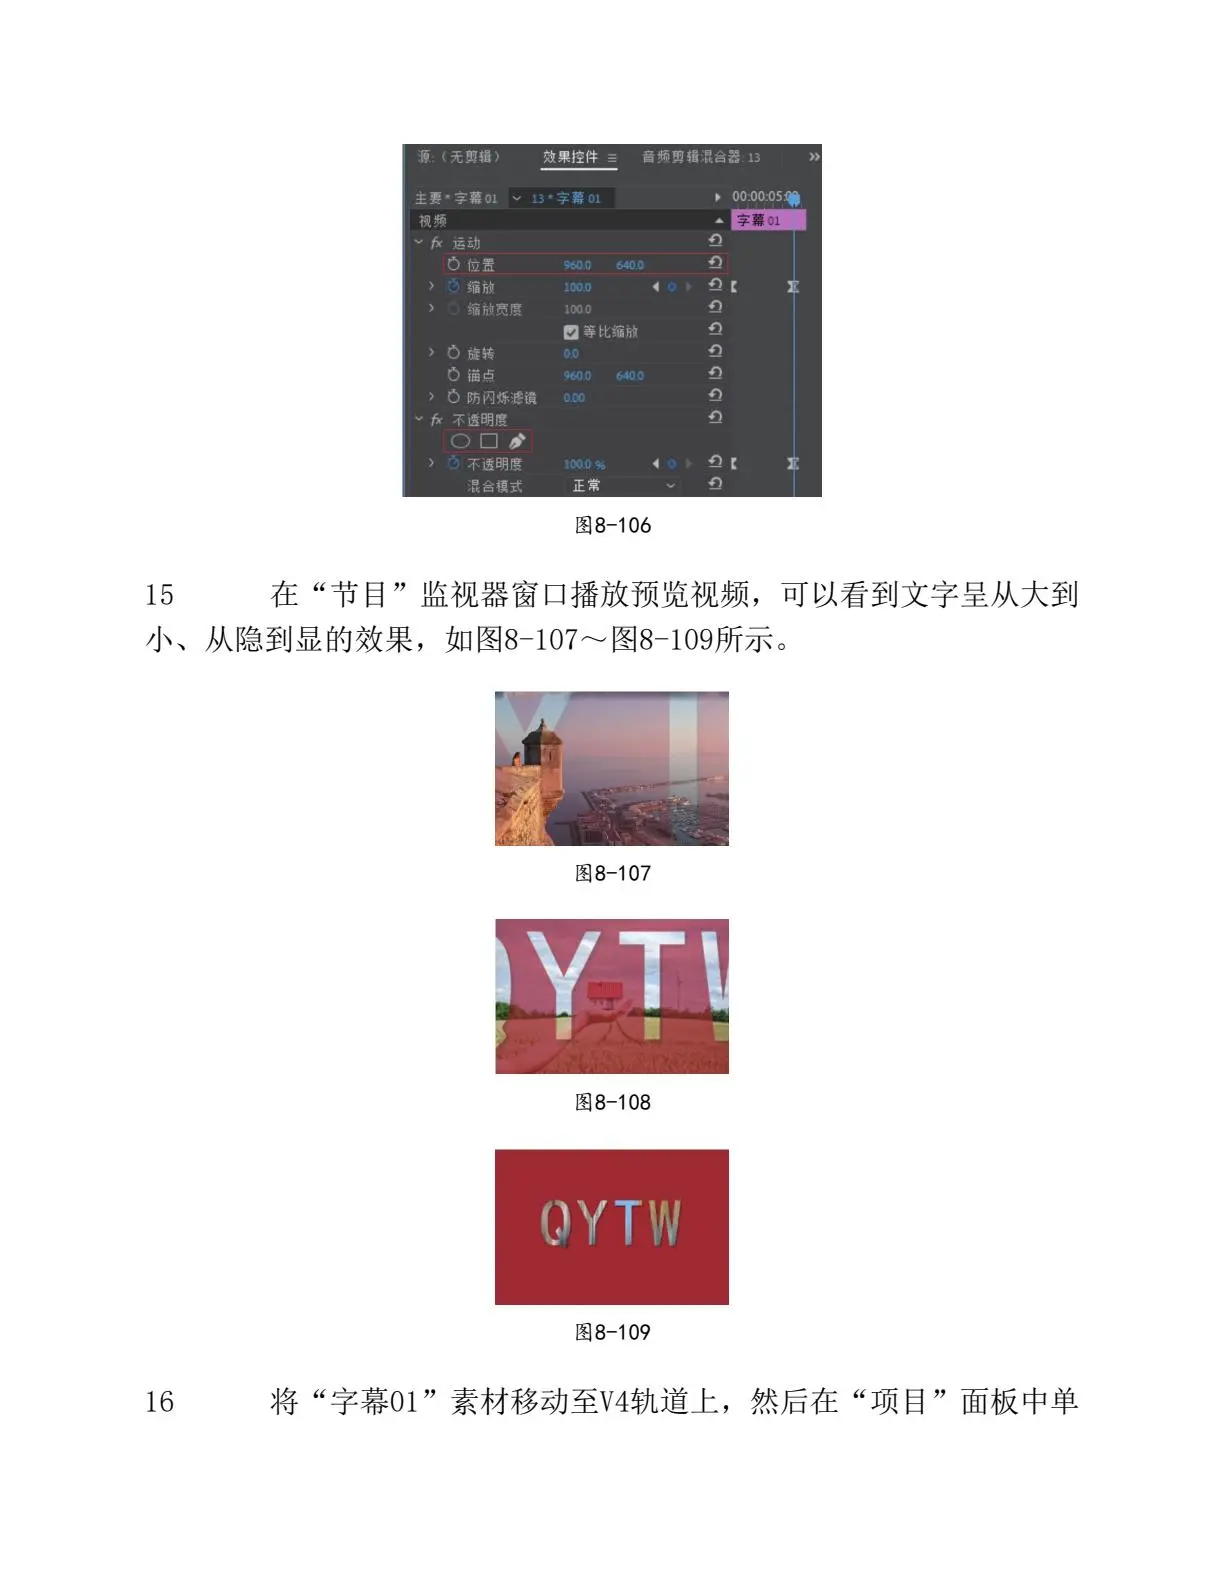 源:（无剪辑） 效果控件 音频剪辑混合器: 13
主要*字幕 01 13*字幕 01 00:00:05:00
视频 字幕 01
fx 运动
位置 960.0 640.0
缩放 100.0
缩放宽度 100.0
等比缩放
旋转 0.0
锚点 960.0 640.0
防闪烁滤镜 0.00
fx 不透明度
不透明度 100.0 %
混合模式 正常
图8-106
15 在“节目”监视器窗口播放预览视频，可以看到文字呈从大到
小、从隐到显的效果，如图8-107～图8-109所示。
Y T
图8-107
QYTW
图8-108
QYTW
图8-109
16 将“字幕01”素材移动至V4轨道上，然后在“项目”面板中单